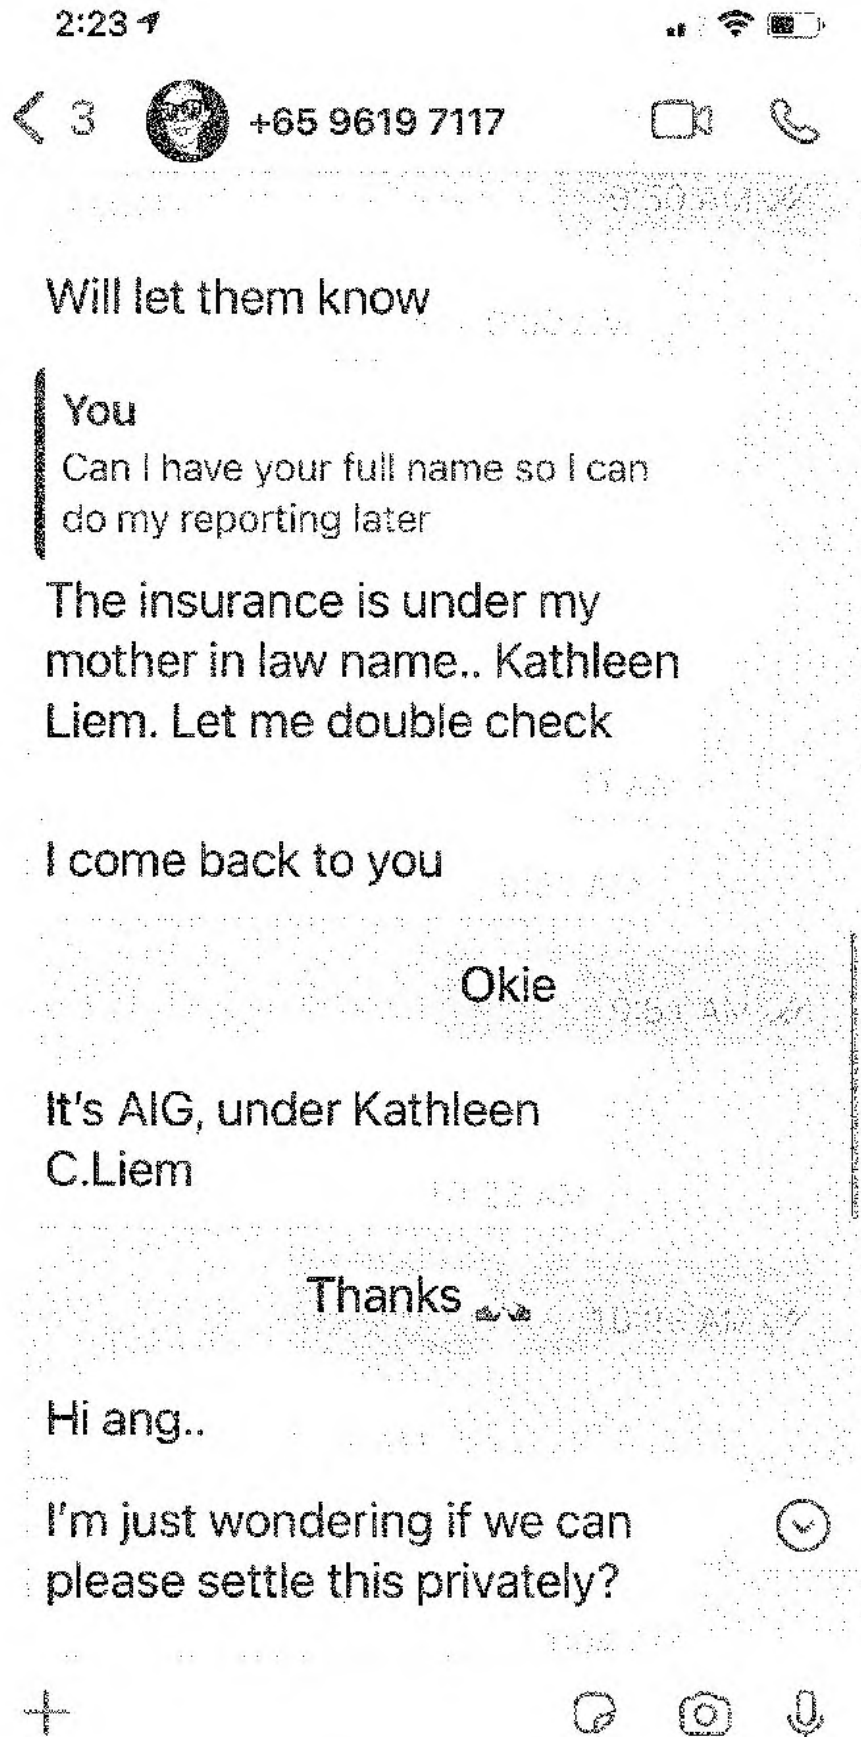 2:23
3
+65 9619 7117
Will let them know
You
Can I have your full name so I can
do my reporting later
The insurance is under my
mother in law name.. Kathleen
Liem. Let me double check
I come back to you
Okie
It's AIG, under Kathleen
C.Liem
Thanks
Hi ang..
I'm just wondering if we can
please settle this privately?